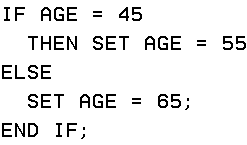 IF AGE = 45
THEN SET AGE = 55
ELSE
SET AGE = 65;
END IF;